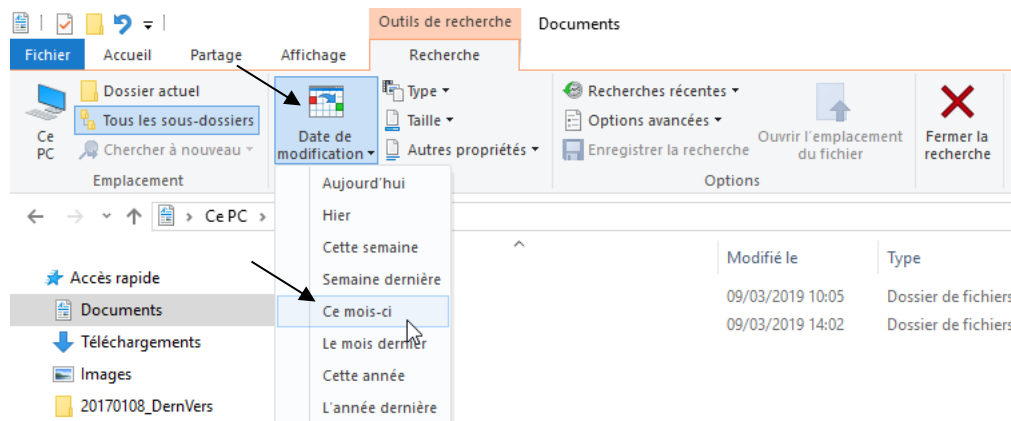 Outils de recherche Documents
Fichier Accueil Partage Affichage Recherche
Ce PC
Dossier actuel
Tous les sous-dossiers
Chercher à nouveau
Emplacement
Date de modification
Type
Taille
Autres propriétés
Recherches récentes
Options avancées
Enregistrer la recherche
Ouvrir l'emplacement du fichier
Options
Fermer la recherche
Aujourd'hui
Hier
Cette semaine
Semaine dernière
Ce mois-ci
Le mois dernier
Cette année
L'année dernière
Ce PC
Accès rapide
Documents
Téléchargements
Images
20170108_DernVers
Modifié le Type
09/03/2019 10:05 Dossier de fichiers
09/03/2019 14:02 Dossier de fichiers